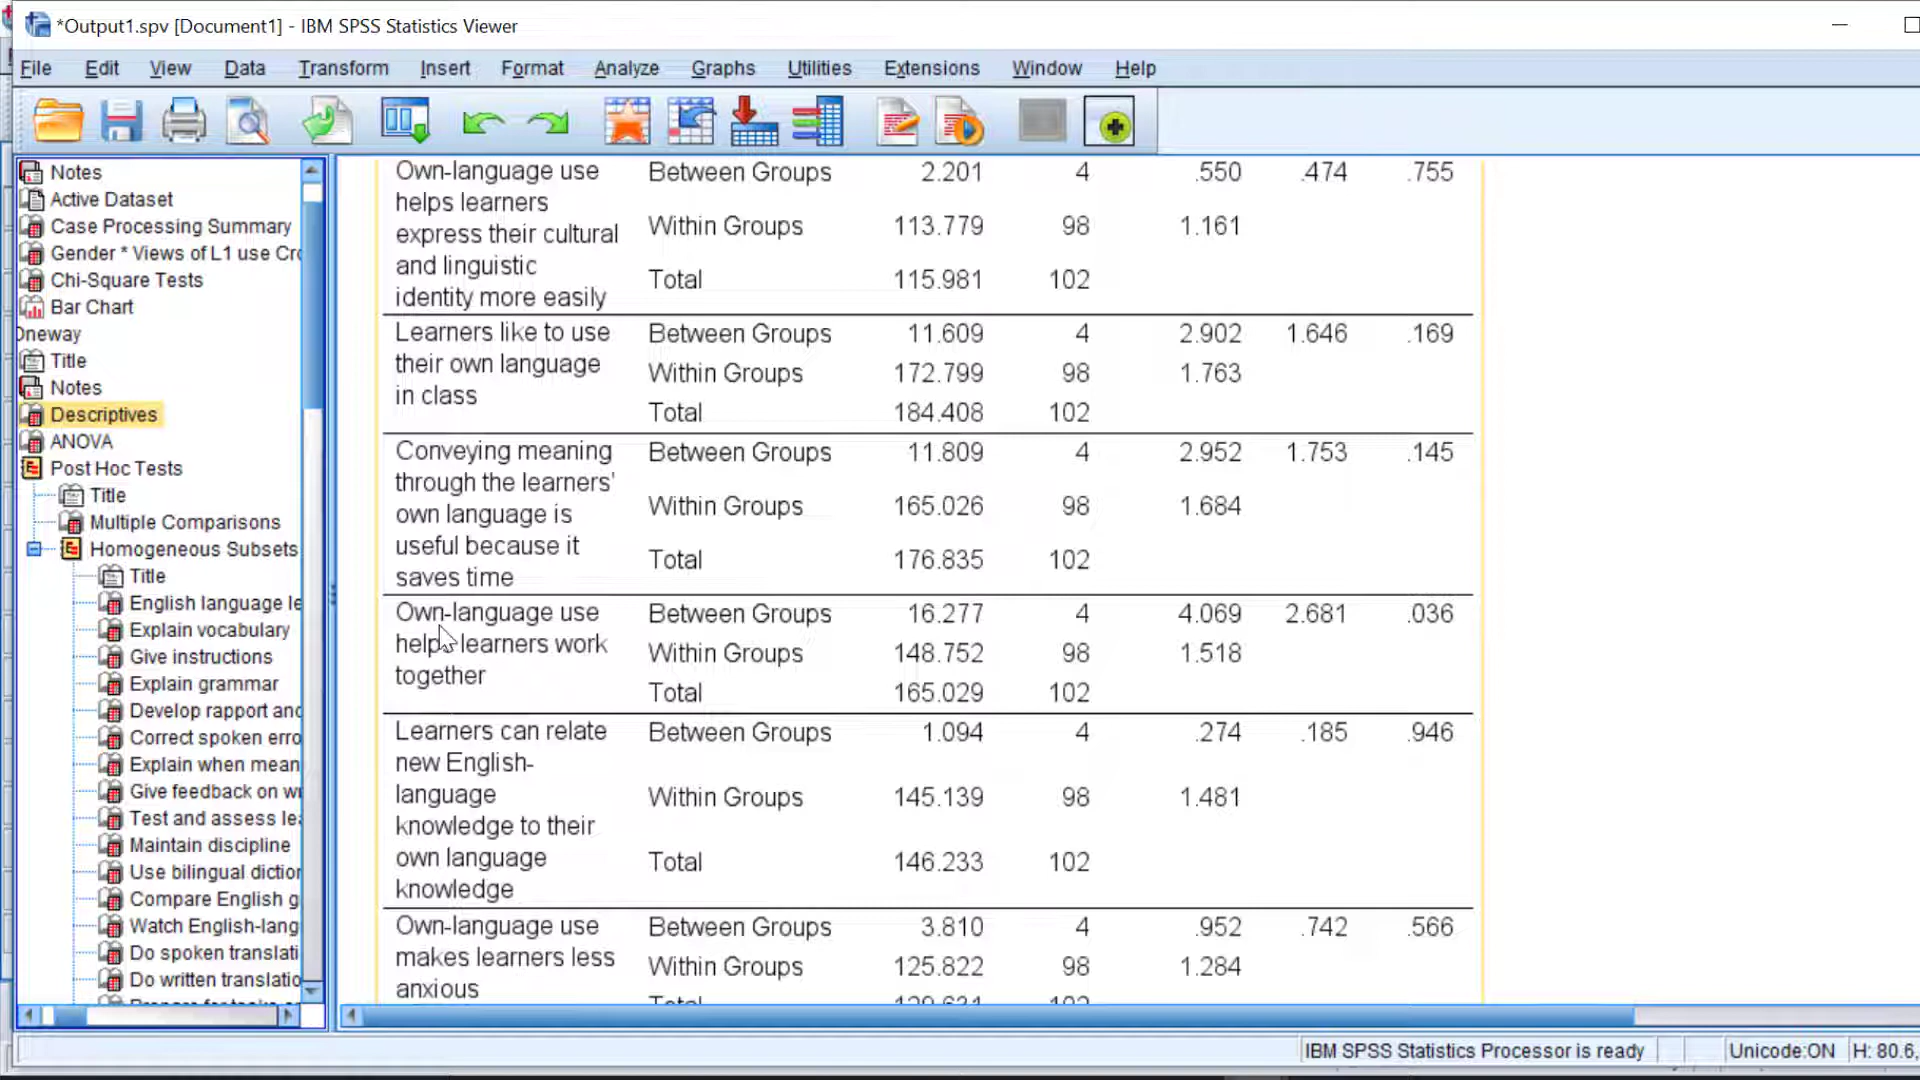 *Output1.spv [Document1] - IBM SPSS Statistics Viewer
File Edit View Data Transform Insert Format Analyze Graphs Utilities Extensions Window Help
Notes
Active Dataset
Case Processing Summary
Gender * Views of L1 use Cro
Chi-Square Tests
Bar Chart
Oneway
Title
Notes
Descriptives
ANOVA
Post Hoc Tests
Title
Multiple Comparisons
Homogeneous Subsets
Title
English language le
Explain vocabulary
Give instructions
Explain grammar
Develop rapport and
Correct spoken erro
Explain when mean
Give feedback on wr
Test and assess lea
Maintain discipline
Use bilingual diction
Compare English g
Watch English-lang
Do spoken translati
Do written translatio
Own-language use Between Groups 2.201 4 .550 .474 .755
helps learners
express their cultural Within Groups 113.779 98 1.161
and linguistic Total 115.981 102
identity more easily
Learners like to use Between Groups 11.609 4 2.902 1.646 .169
their own language Within Groups 172.799 98 1.763
in class Total 184.408 102
Conveying meaning Between Groups 11.809 4 2.952 1.753 .145
through the learners'
own language is Within Groups 165.026 98 1.684
useful because it Total 176.835 102
saves time
Own-language use Between Groups 16.277 4 4.069 2.681 .036
helps learners work Within Groups 148.752 98 1.518
together Total 165.029 102
Learners can relate Between Groups 1.094 4 .274 .185 .946
new English-
language Within Groups 145.139 98 1.481
knowledge to their
own language Total 146.233 102
knowledge
Own-language use Between Groups 3.810 4 .952 .742 .566
makes learners less Within Groups 125.822 98 1.284
anxious
IBM SPSS Statistics Processor is ready Unicode:ON H: 80.6,